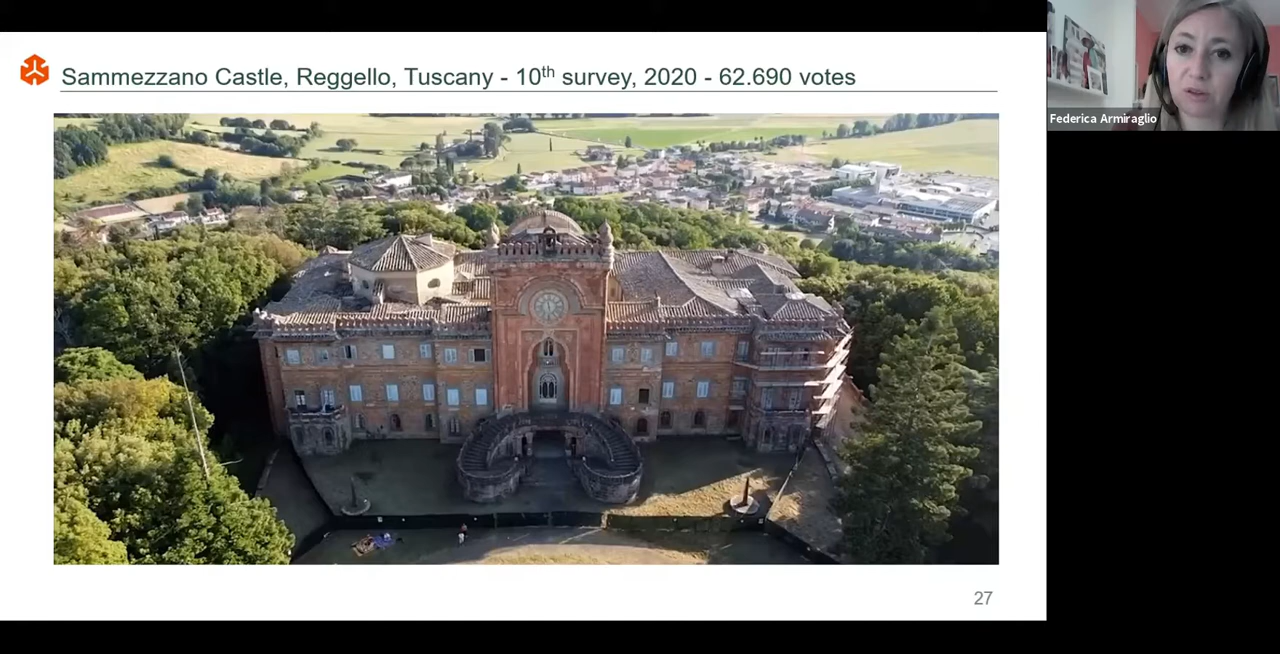 Sammezzano Castle, Reggello, Tuscany - 10th survey, 2020 - 62.690 votes
Federica Armiraglio
27